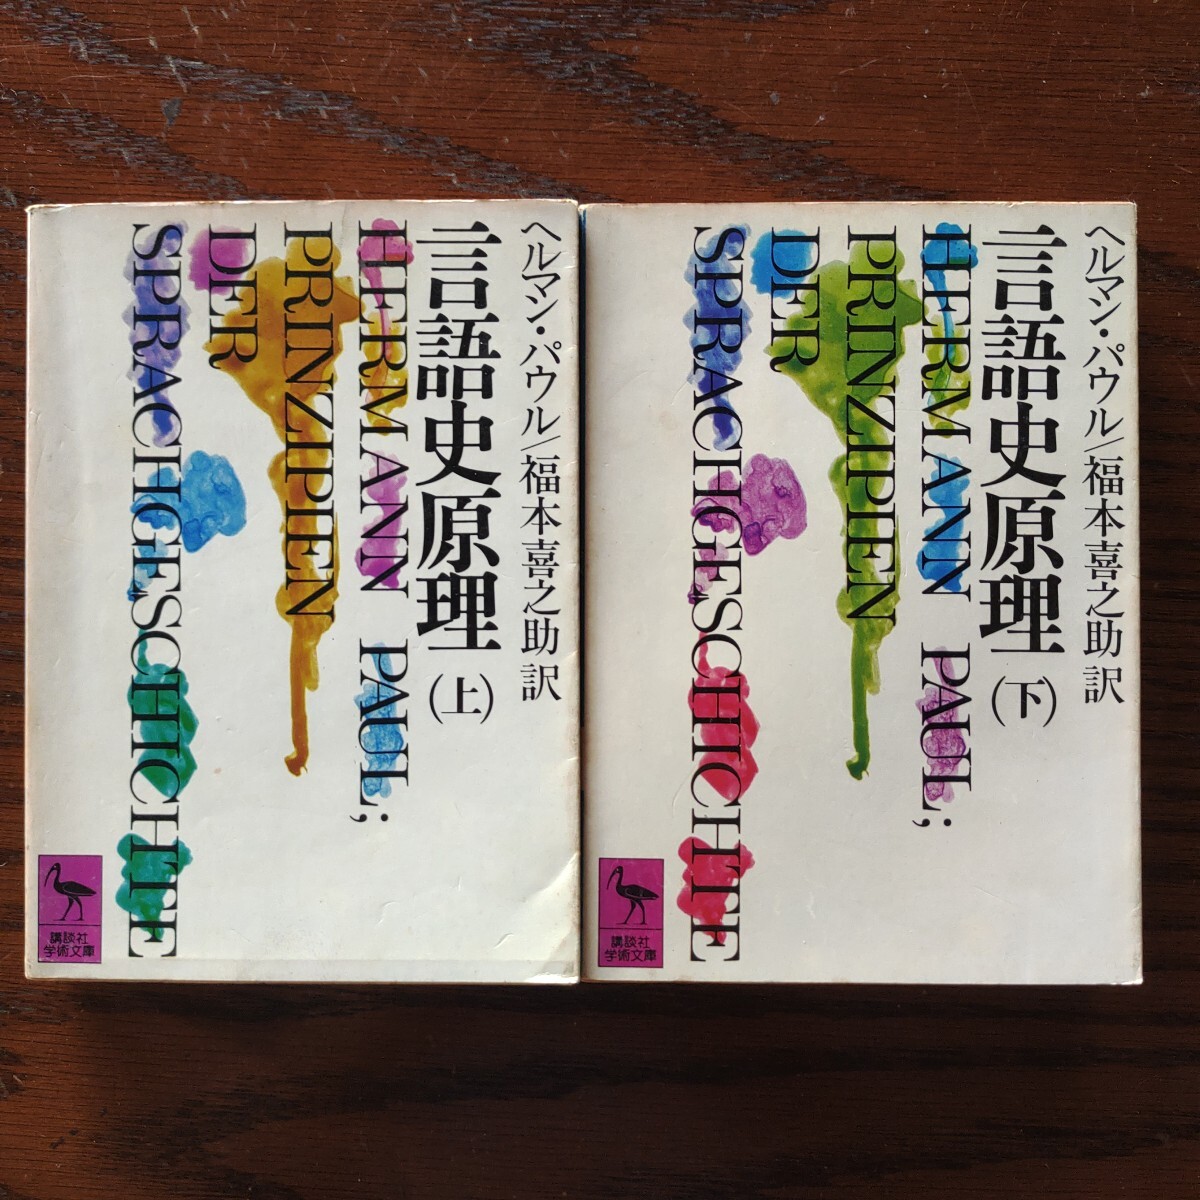 ヘルマン・パウル/福本喜之助 訳
言語史原理(上)
HERMANN PAUL;
PRINZIPIEN
DER
SPRACHGESCHICHTE
講談社
学術文庫
ヘルマン・パウル/福本喜之助 訳
言語史原理(下)
HERMANN PAUL;
PRINZIPIEN
DER
SPRACHGESCHICHTE
講談社
学術文庫